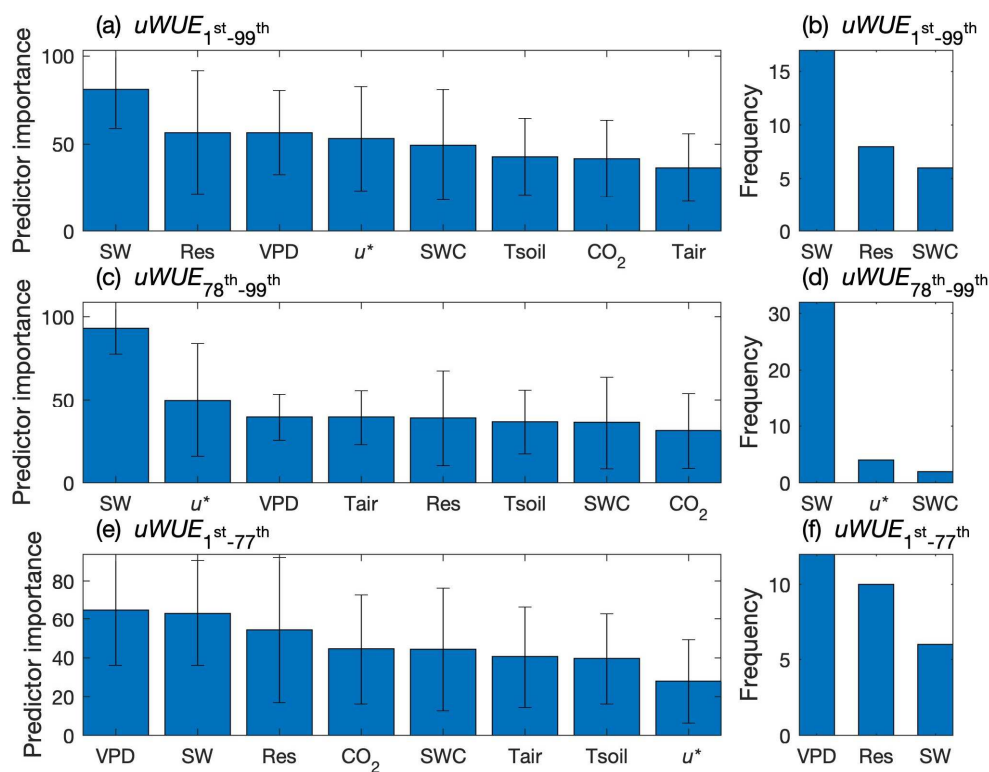 (a) uWUE1st-99th
Predictor importance
100
50
0
SW Res VPD u* SWC Tsoil CO2 Tair
(b) uWUE1st-99th
Frequency
15
10
5
0
SW Res SWC
(c) uWUE78th-99th
Predictor importance
100
50
0
SW u* VPD Tair Res Tsoil SWC CO2
(d) uWUE78th-99th
Frequency
30
20
10
0
SW u* SWC
(e) uWUE1st-77th
Predictor importance
80
60
40
20
0
VPD SW Res CO2 SWC Tair Tsoil u*
(f) uWUE1st-77th
Frequency
10
5
0
VPD Res SW